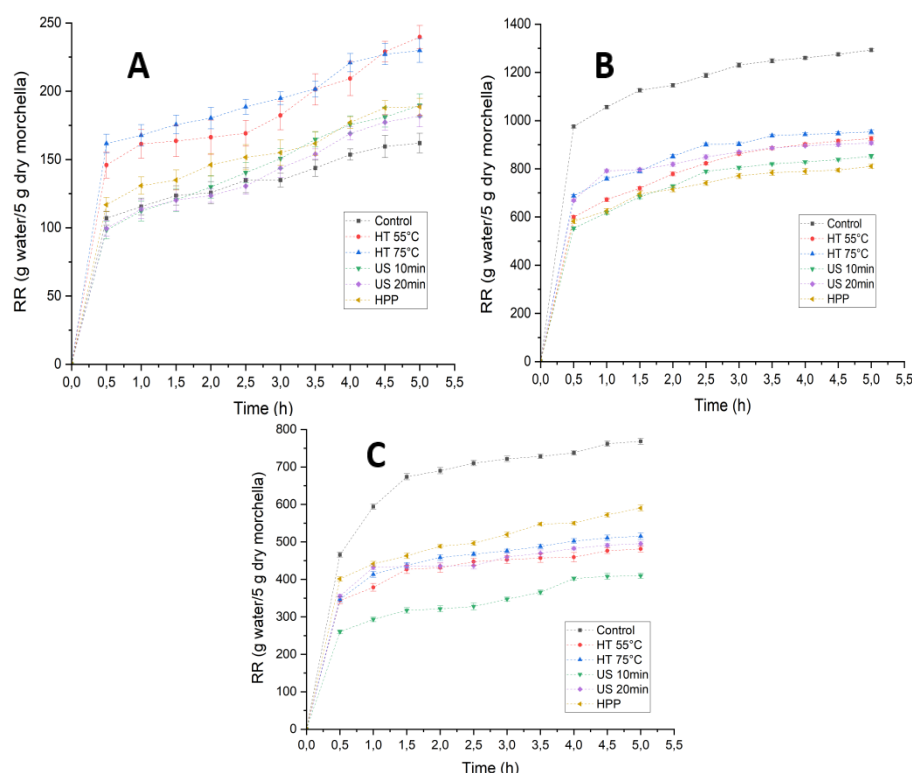 A
RR (g water/5 g dry morchella)
250
200
150
100
50
0
Control
HT 55°C
HT 75°C
US 10min
US 20min
HPP
0,0 0,5 1,0 1,5 2,0 2,5 3,0 3,5 4,0 4,5 5,0 5,5
Time (h)
B
RR (g water/5 g dry morchella)
1400
1200
1000
800
600
400
200
0
Control
HT 55°C
HT 75°C
US 10min
US 20min
HPP
0,0 0,5 1,0 1,5 2,0 2,5 3,0 3,5 4,0 4,5 5,0 5,5
Time (h)
C
RR (g water/5 g dry morchella)
800
700
600
500
400
300
200
100
0
Control
HT 55°C
HT 75°C
US 10min
US 20min
HPP
0,0 0,5 1,0 1,5 2,0 2,5 3,0 3,5 4,0 4,5 5,0 5,5
Time (h)